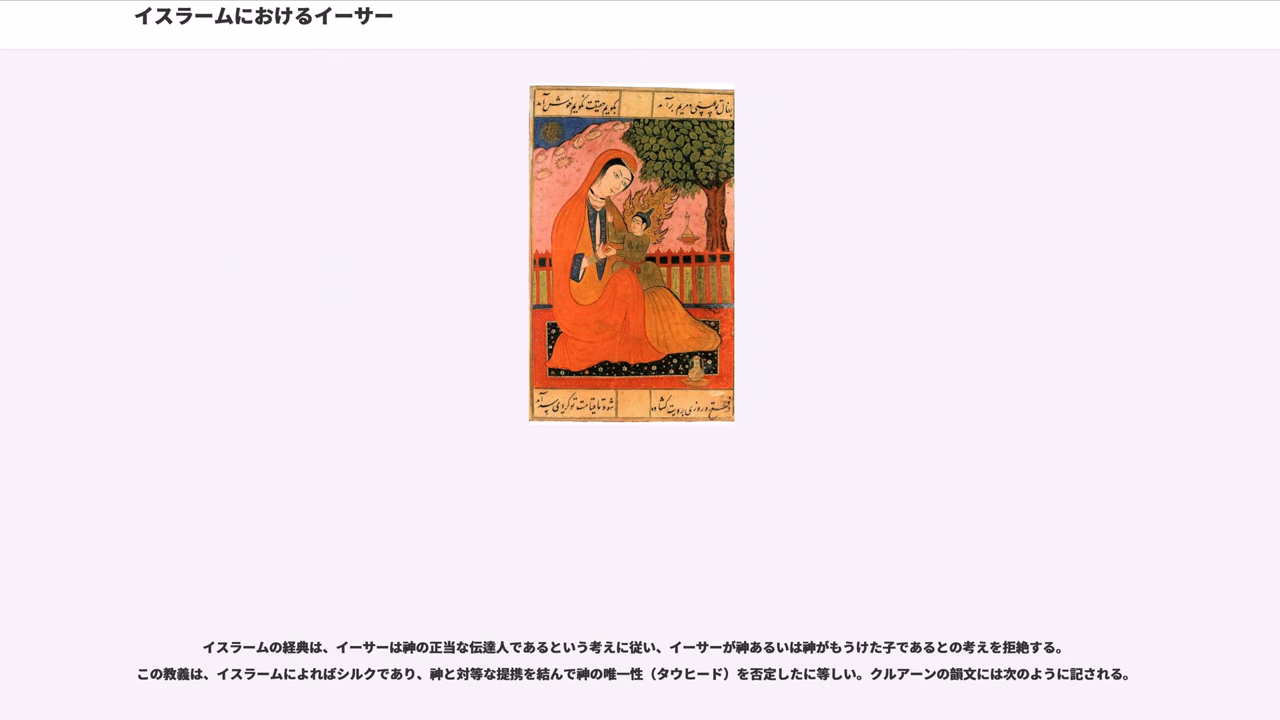 イスラームにおけるイーサー
イスラームの経典は、イーサーは神の正当な伝達人であるという考えに従い、イーサーが神あるいは神がもうけた子であるとの考えを拒絶する。
この教義は、イスラームによればシルクであり、神と対等な提携を結んで神の唯一性（タウヒード）を否定したに等しい。クルアーンの韻文には次のように記される。